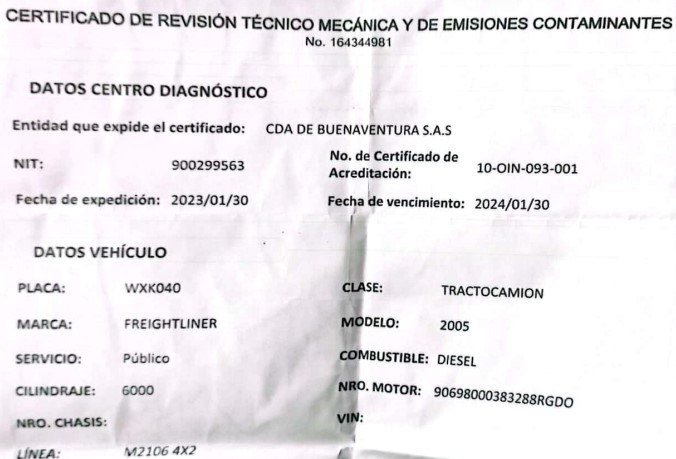 CERTIFICADO DE REVISIÓN TÉCNICO MECÁNICA Y DE EMISIONES CONTAMINANTES
No. 164344981
DATOS CENTRO DIAGNÓSTICO
Entidad que expide el certificado: CDA DE BUENAVENTURA S.A.S
NIT: 900299563 No. de Certificado de Acreditación: 10-OIN-093-001
Fecha de expedición: 2023/01/30 Fecha de vencimiento: 2024/01/30
DATOS VEHÍCULO
PLACA: WXK040 CLASE: TRACTOCAMION
MARCA: FREIGHTLINER MODELO: 2005
SERVICIO: Público COMBUSTIBLE: DIESEL
CILINDRAJE: 6000 NRO. MOTOR: 90698000383288RGDO
NRO. CHASIS: VIN:
LÍNEA: M2106 4X2